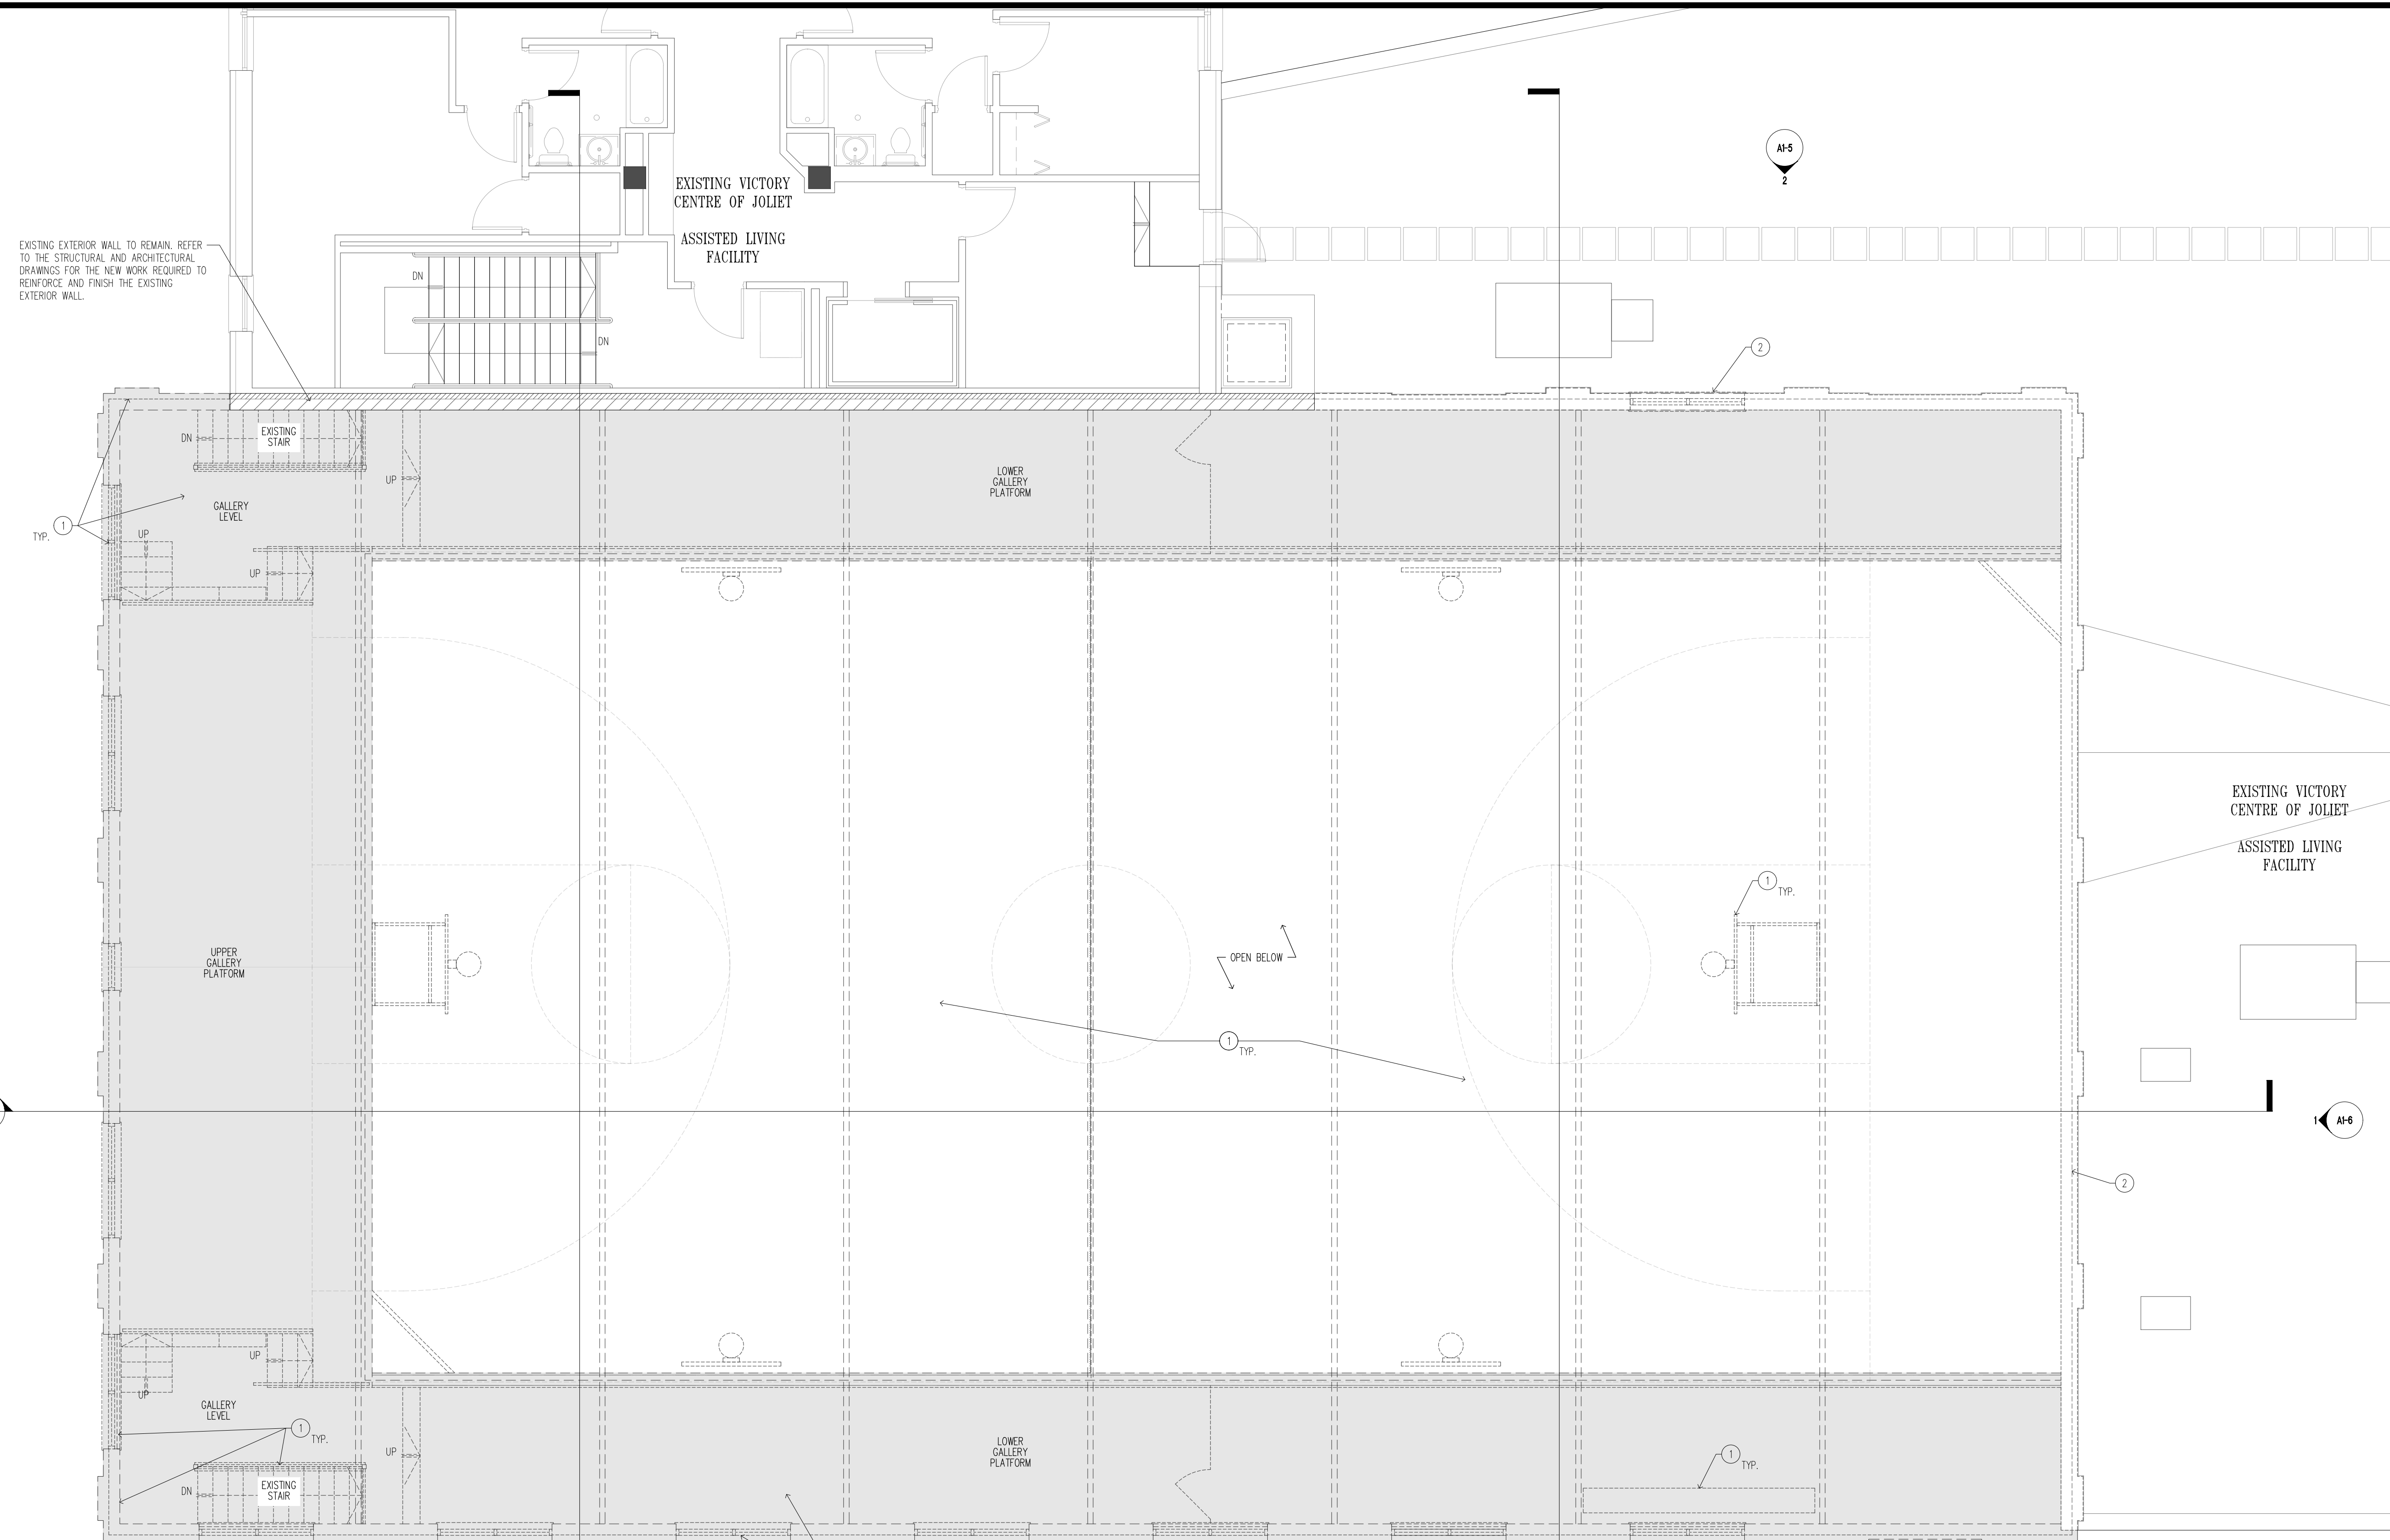 A1-5
2
EXISTING VICTORY
CENTRE OF JOLIET
ASSISTED LIVING
FACILITY
EXISTING EXTERIOR WALL TO REMAIN. REFER
TO THE STRUCTURAL AND ARCHITECTURAL
DRAWINGS FOR THE NEW WORK REQUIRED TO
REINFORCE AND FINISH THE EXISTING
EXTERIOR WALL.
DN
DN
2
DN
EXISTING
STAIR
UP
LOWER
GALLERY
PLATFORM
GALLERY
LEVEL
1
TYP.
UP
UP
EXISTING VICTORY
CENTRE OF JOLIET
ASSISTED LIVING
FACILITY
1
TYP.
UPPER
GALLERY
PLATFORM
OPEN BELOW
1
TYP.
1
A1-6
2
UP
UP
GALLERY
LEVEL
1
TYP.
UP
LOWER
GALLERY
PLATFORM
1
TYP.
DN
EXISTING
STAIR